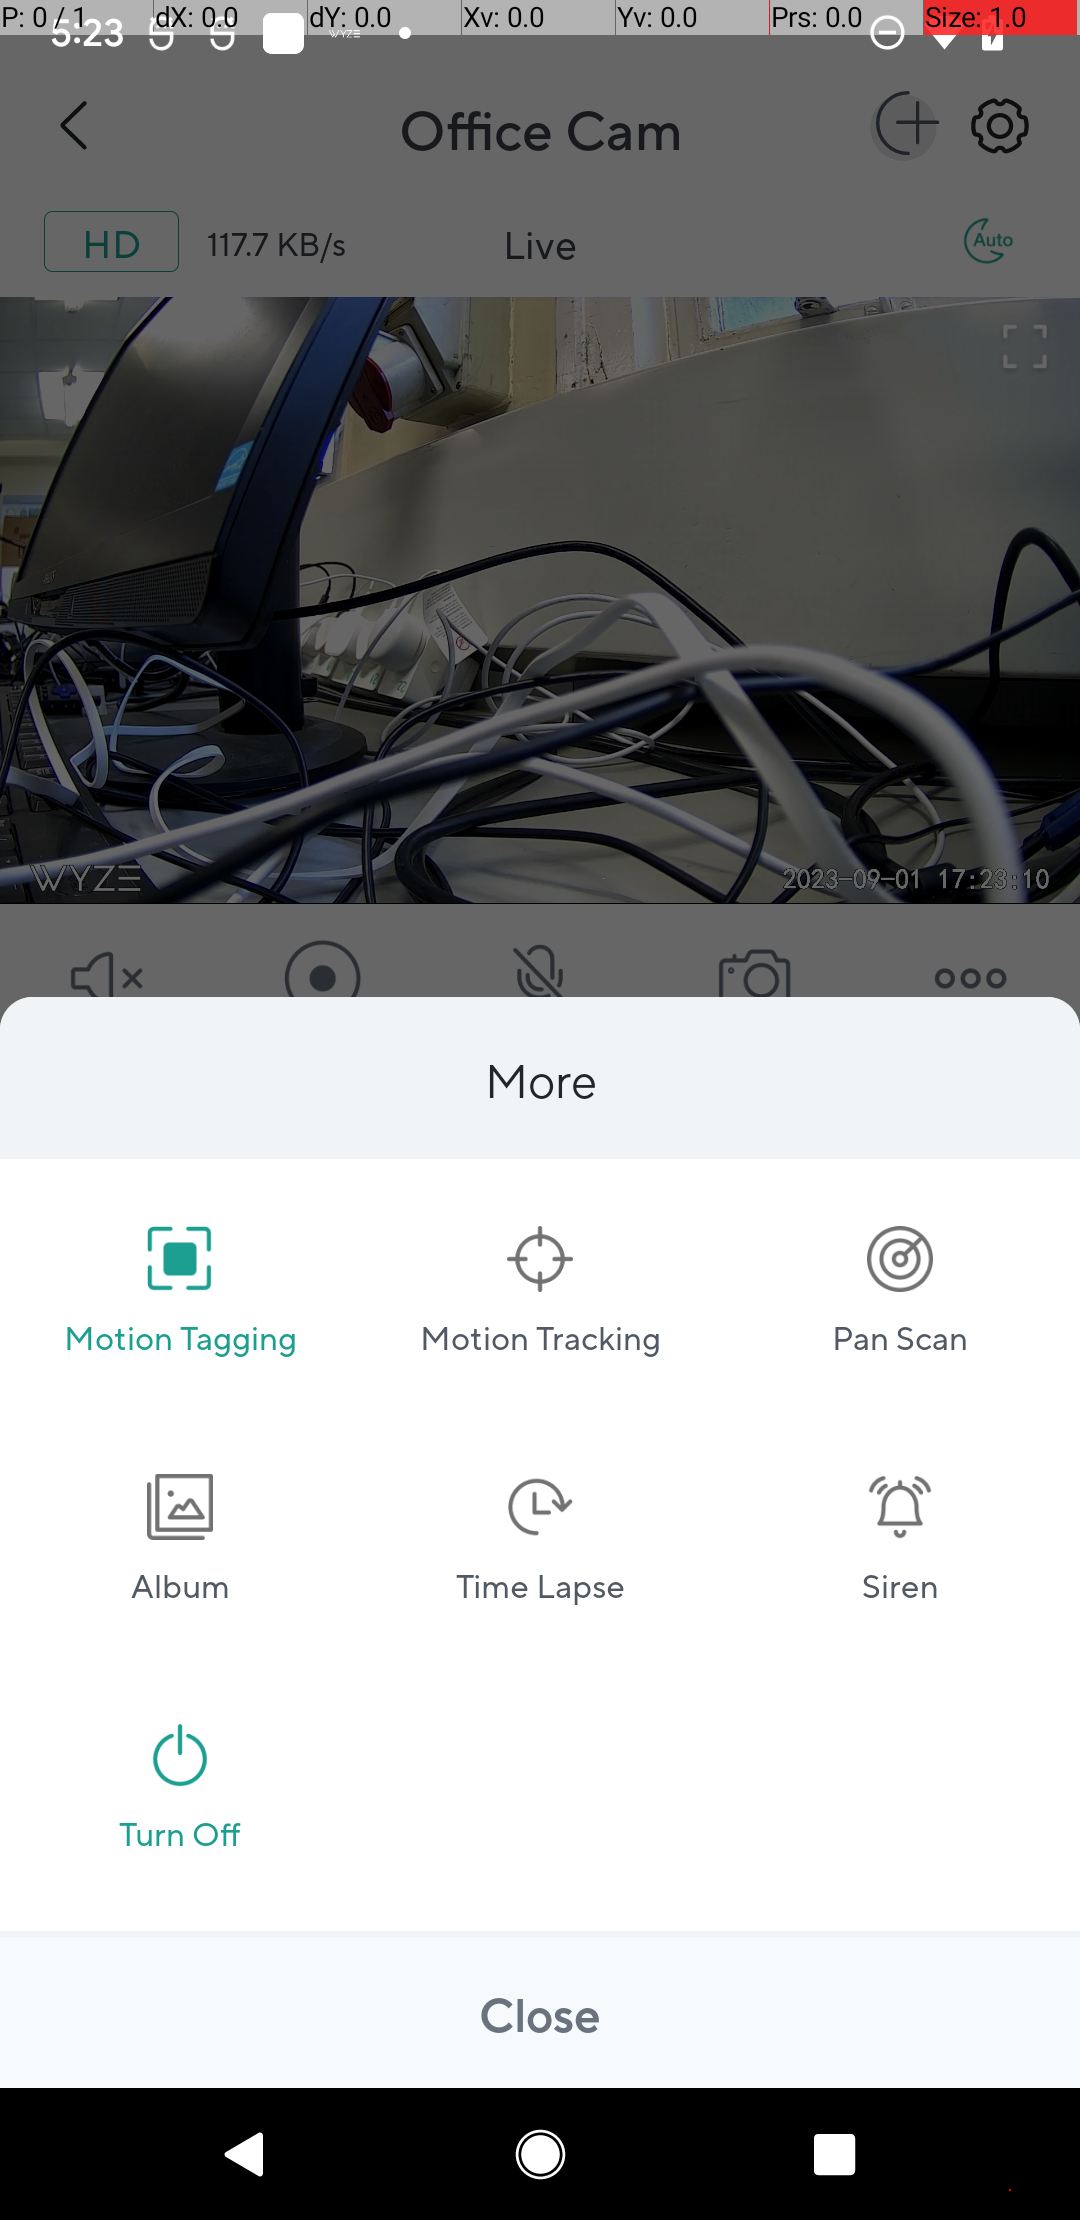 P: 0 / 1 dX: 0.0 dY: 0.0 Xv: 0.0 Yv: 0.0 Prs: 0.0 Size: 1.0
5:23 WYZE
Office Cam
HD 117.7 KB/s Live Auto
WYZE 2023-09-01 17:23:10
More
Motion Tagging Motion Tracking Pan Scan
Album Time Lapse Siren
Turn Off
Close